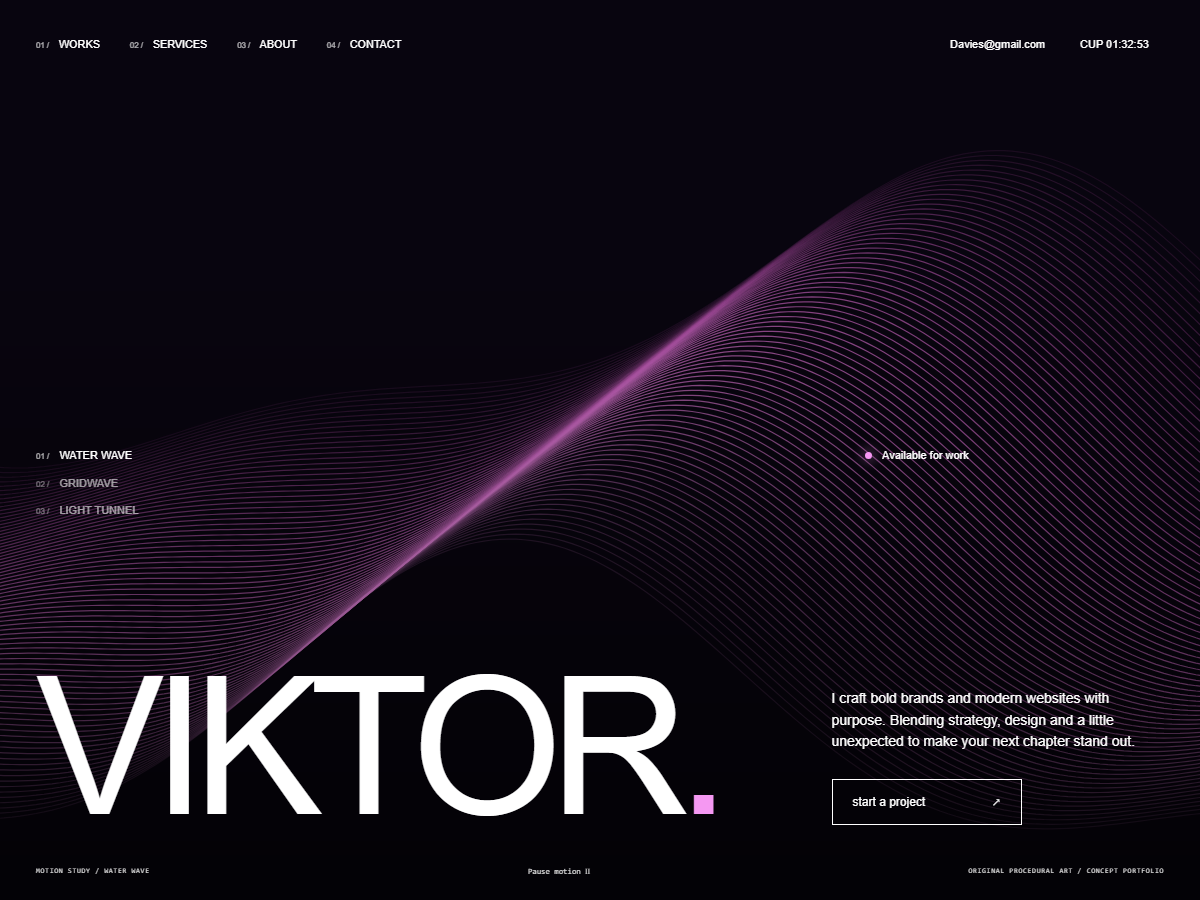 01 / WORKS 02 / SERVICES 03 / ABOUT 04 / CONTACT
Davies@gmail.com CUP 01:32:53
01 / WATER WAVE
02 / GRIDWAVE
03 / LIGHT TUNNEL
Available for work
VIKTOR.
I craft bold brands and modern websites with
purpose. Blending strategy, design and a little
unexpected to make your next chapter stand out.
start a project ↗
MOTION STUDY / WATER WAVE
Pause motion II
ORIGINAL PROCEDURAL ART / CONCEPT PORTFOLIO